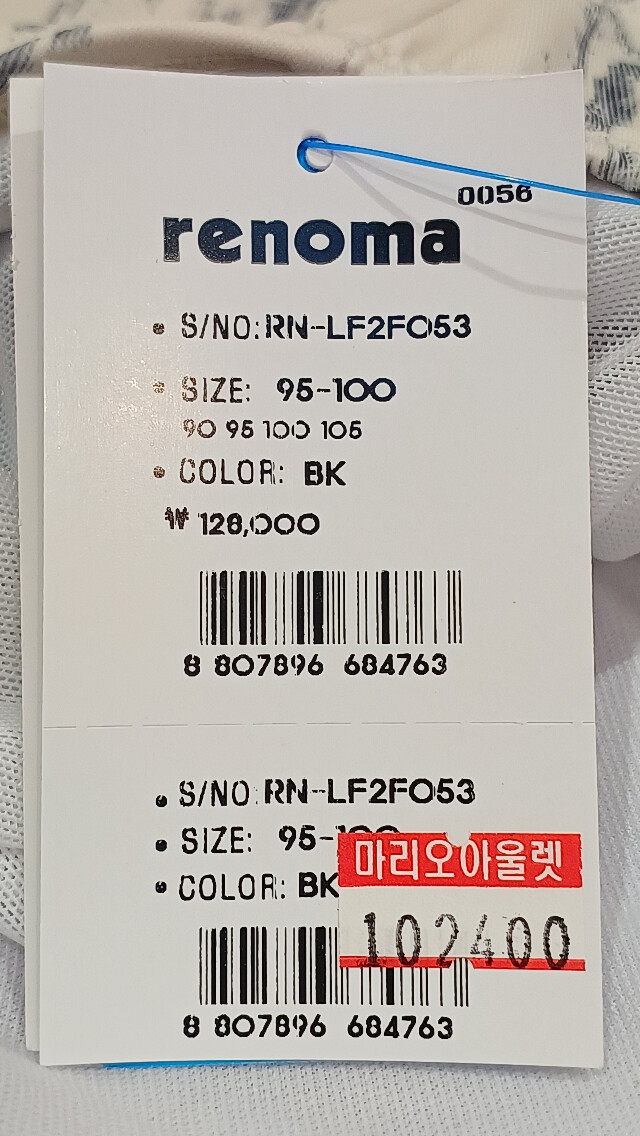 0056
renoma
• S/NO: RN-LF2FO53
• SIZE: 95-100
90 95 100 105
• COLOR: BK
₩ 128,000
8 807896 684763
• S/NO: RN-LF2FO53
• SIZE: 95-100
마리오아울렛
• COLOR: BK
102400
8 807896 684763